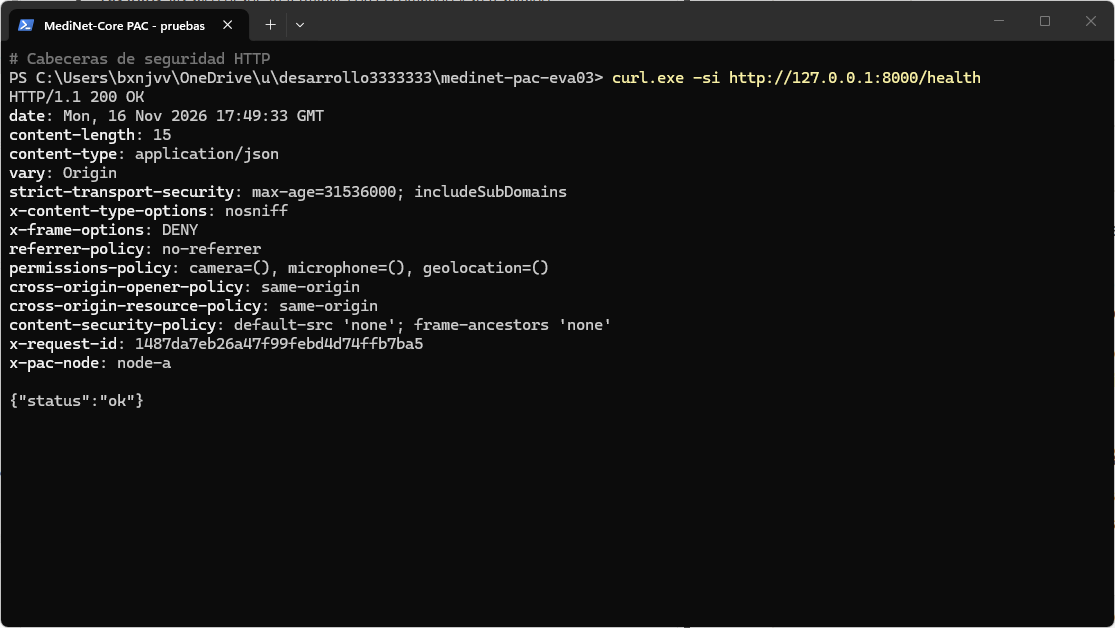 MediNet-Core PAC - pruebas
# Cabeceras de seguridad HTTP
PS C:\Users\bxnjvv\OneDrive\u\desarrollo3333333\medinet-pac-eva03> curl.exe -si http://127.0.0.1:8000/health
HTTP/1.1 200 OK
date: Mon, 16 Nov 2026 17:49:33 GMT
content-length: 15
content-type: application/json
vary: Origin
strict-transport-security: max-age=31536000; includeSubDomains
x-content-type-options: nosniff
x-frame-options: DENY
referrer-policy: no-referrer
permissions-policy: camera=(), microphone=(), geolocation=()
cross-origin-opener-policy: same-origin
cross-origin-resource-policy: same-origin
content-security-policy: default-src 'none'; frame-ancestors 'none'
x-request-id: 1487da7eb26a47f99febd4d74ffb7ba5
x-pac-node: node-a
{"status":"ok"}